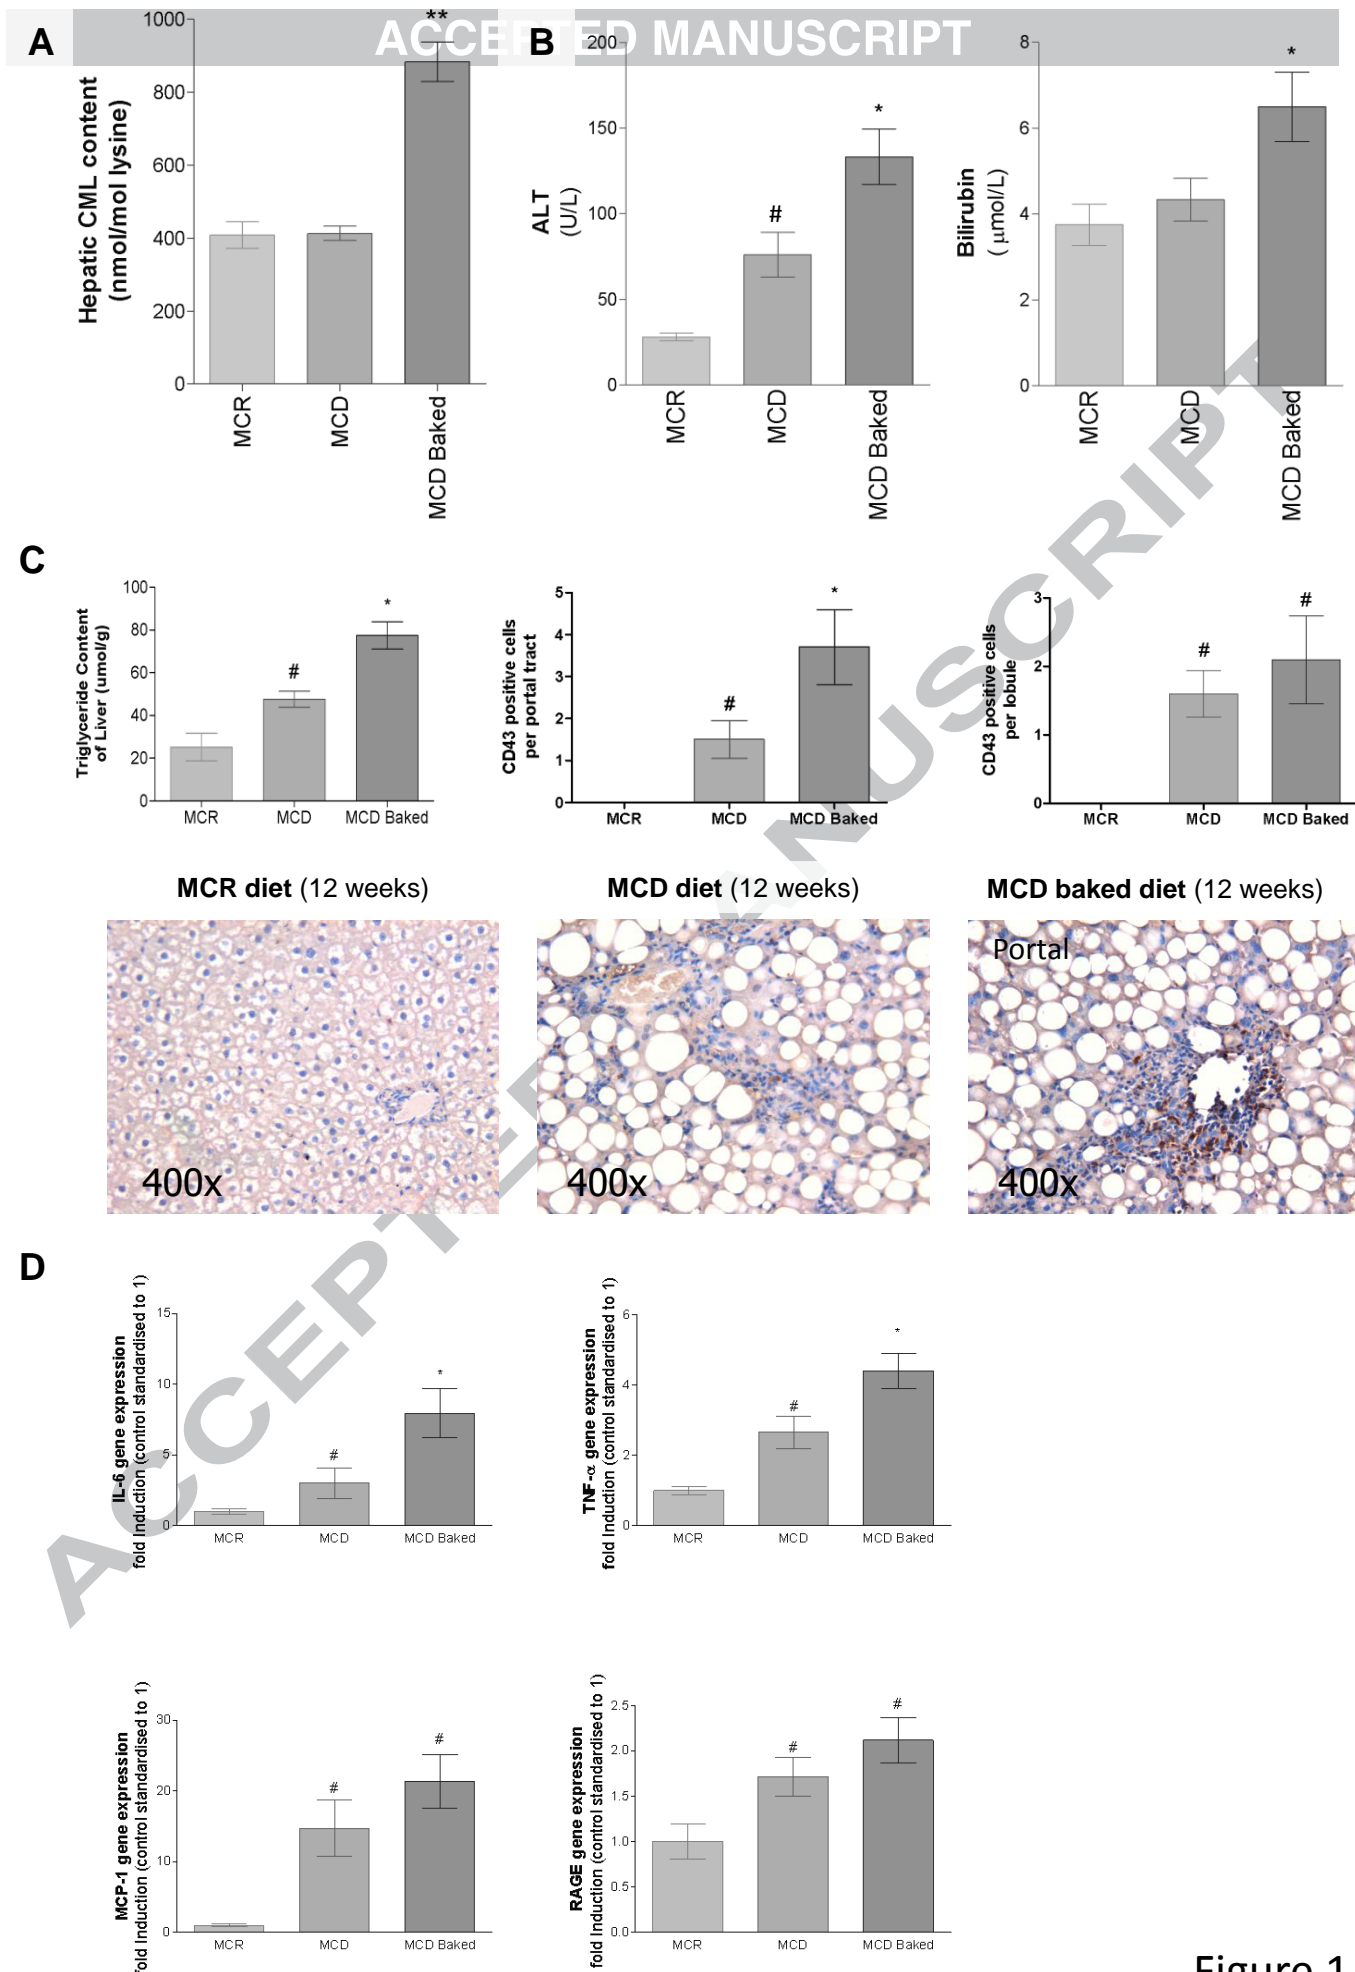 ACCEPTED MANUSCRIPT
A
Hepatic CML content
(nmol/mol lysine)
1000
800
600
400
200
0
**
MCR
MCD
MCD Baked
B
ALT
(U/L)
200
150
100
50
0
#
*
MCR
MCD
MCD Baked
Bilirubin
( μmol/L)
8
6
4
2
0
*
MCR
MCD
MCD Baked
C
Triglyceride Content
of Liver (umol/g)
100
80
60
40
20
0
#
*
MCR
MCD
MCD Baked
CD43 positive cells
per portal tract
5
4
3
2
1
0
#
*
MCR
MCD
MCD Baked
CD43 positive cells
per lobule
3
2
1
0
#
#
MCR
MCD
MCD Baked
MCR diet (12 weeks)
MCD diet (12 weeks)
MCD baked diet (12 weeks)
400x
400x
Portal
400x
D
IL-6 gene expression
fold Induction (control standardised to 1)
15
10
5
0
#
*
MCR
MCD
MCD Baked
TNF-α gene expression
fold Induction (control standardised to 1)
6
4
2
0
#
*
MCR
MCD
MCD Baked
MCP-1 gene expression
fold Induction (control standardised to 1)
30
20
10
0
#
#
MCR
MCD
MCD Baked
RAGE gene expression
fold Induction (control standardised to 1)
2.5
2.0
1.5
1.0
0.5
0.0
#
#
MCR
MCD
MCD Baked
ACCEPTED MANUSCRIPT
Figure 1